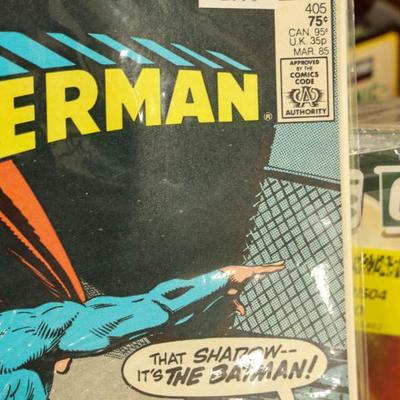 405
75¢
CAN. 95¢
U.K. 35p
MAR. 85
APPROVED
BY THE
COMICS
CODE
AUTHORITY
ERMAN®
THAT SHADOW--
IT'S THE BATMAN!